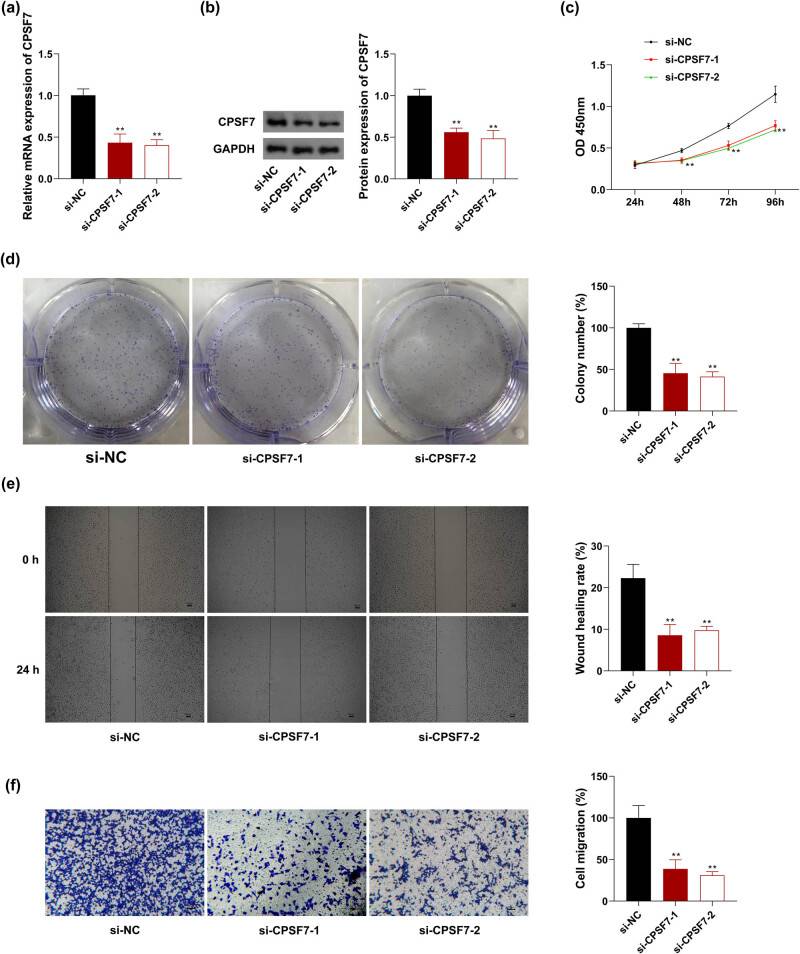 (a)
Relative mRNA expression of CPSF7
1.5
1.0
0.5
0.0
**
**
si-NC
si-CPSF7-1
si-CPSF7-2
(b)
CPSF7
GAPDH
si-NC
si-CPSF7-1
si-CPSF7-2
Protein expression of CPSF7
1.5
1.0
0.5
0.0
**
**
si-NC
si-CPSF7-1
si-CPSF7-2
(c)
si-NC
si-CPSF7-1
si-CPSF7-2
OD 450nm
1.5
1.0
0.5
0.0
**
**
**
24h 48h 72h 96h
(d)
si-NC si-CPSF7-1 si-CPSF7-2
Colony number (%)
150
100
50
0
**
**
si-NC
si-CPSF7-1
si-CPSF7-2
(e)
0 h
24 h
si-NC si-CPSF7-1 si-CPSF7-2
Wound healing rate (%)
30
20
10
0
**
**
si-NC
si-CPSF7-1
si-CPSF7-2
(f)
si-NC si-CPSF7-1 si-CPSF7-2
Cell migration (%)
150
100
50
0
**
**
si-NC
si-CPSF7-1
si-CPSF7-2